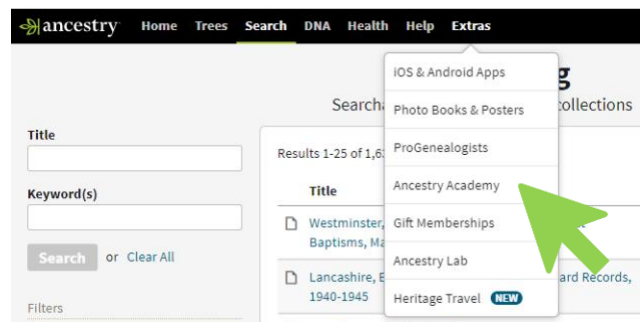 ancestry Home Trees Search DNA Health Help Extras
iOS & Android Apps
Photo Books & Posters
ProGenealogists
Ancestry Academy
Gift Memberships
Ancestry Lab
Heritage Travel NEW
g
Search collections
Title
Keyword(s)
Search or Clear All
Filters
Results 1-25 of 1,6
Title
Westminster,
Baptisms, Ma
Lancashire, E ard Records,
1940-1945